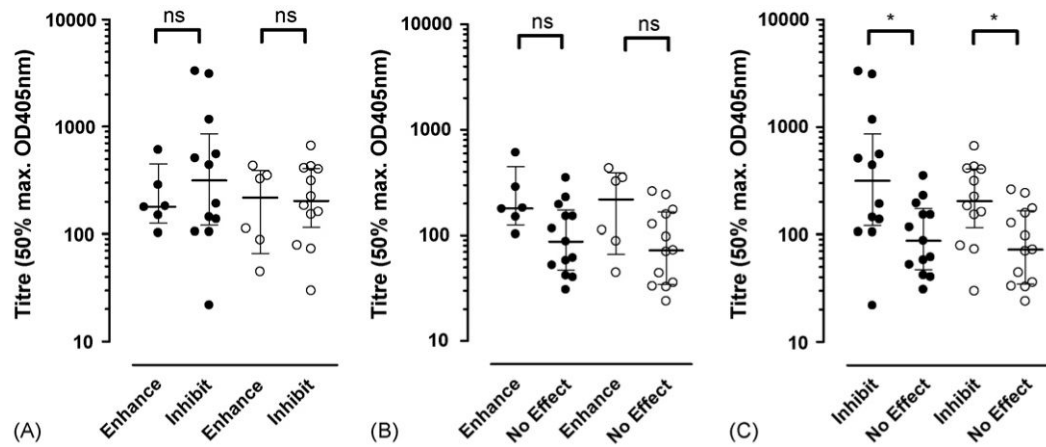 Titre (50% max. OD405nm)
10000
1000
100
10
ns
ns
Enhance
Inhibit
Enhance
Inhibit
(A)
Titre (50% max. OD405nm)
10000
1000
100
10
ns
ns
Enhance
No Effect
Enhance
No Effect
(B)
Titre (50% max. OD405nm)
10000
1000
100
10
*
*
Inhibit
No Effect
Inhibit
No Effect
(C)